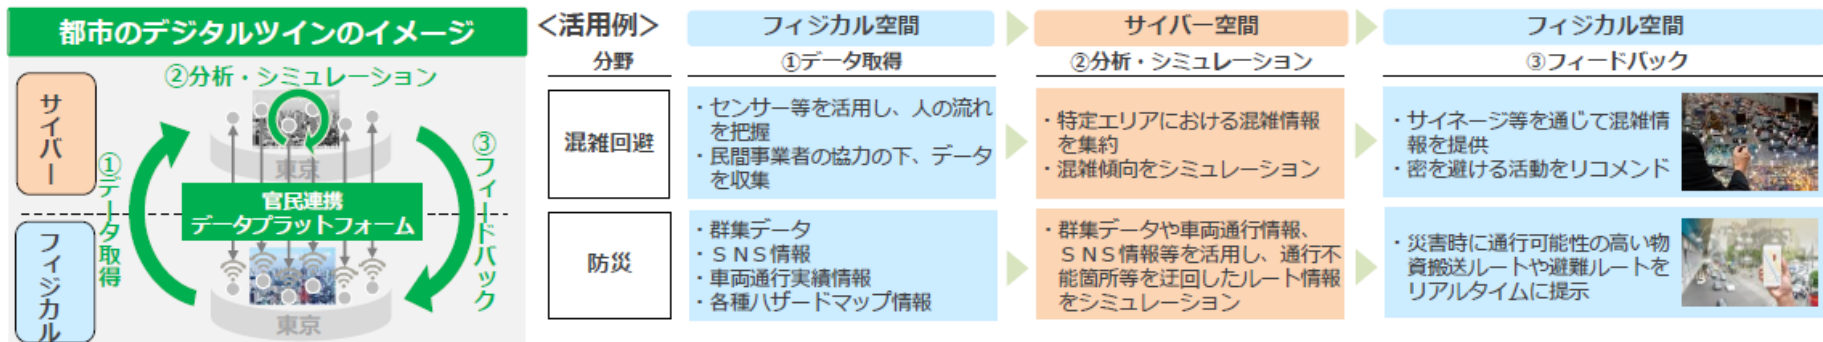 都市のデジタルツインのイメージ
②分析・シミュレーション
サイバー
①データ取得
東京
官民連携
データプラットフォーム
③フィードバック
フィジカル
東京
<活用例>
フィジカル空間
サイバー空間
フィジカル空間
分野
①データ取得
②分析・シミュレーション
③フィードバック
混雑回避
・センサー等を活用し、人の流れ
を把握
・民間事業者の協力の下、データ
を収集
・特定エリアにおける混雑情報
を集約
・混雑傾向をシミュレーション
・サイネージ等を通じて混雑情
報を提供
・密を避ける活動をリコメンド
防災
・群集データ
・ＳＮＳ情報
・車両通行実績情報
・各種ハザードマップ情報
・群集データや車両通行情報、
ＳＮＳ情報等を活用し、通行不
能箇所等を迂回したルート情報
をシミュレーション
・災害時に通行可能性の高い物
資搬送ルートや避難ルートを
リアルタイムに提示